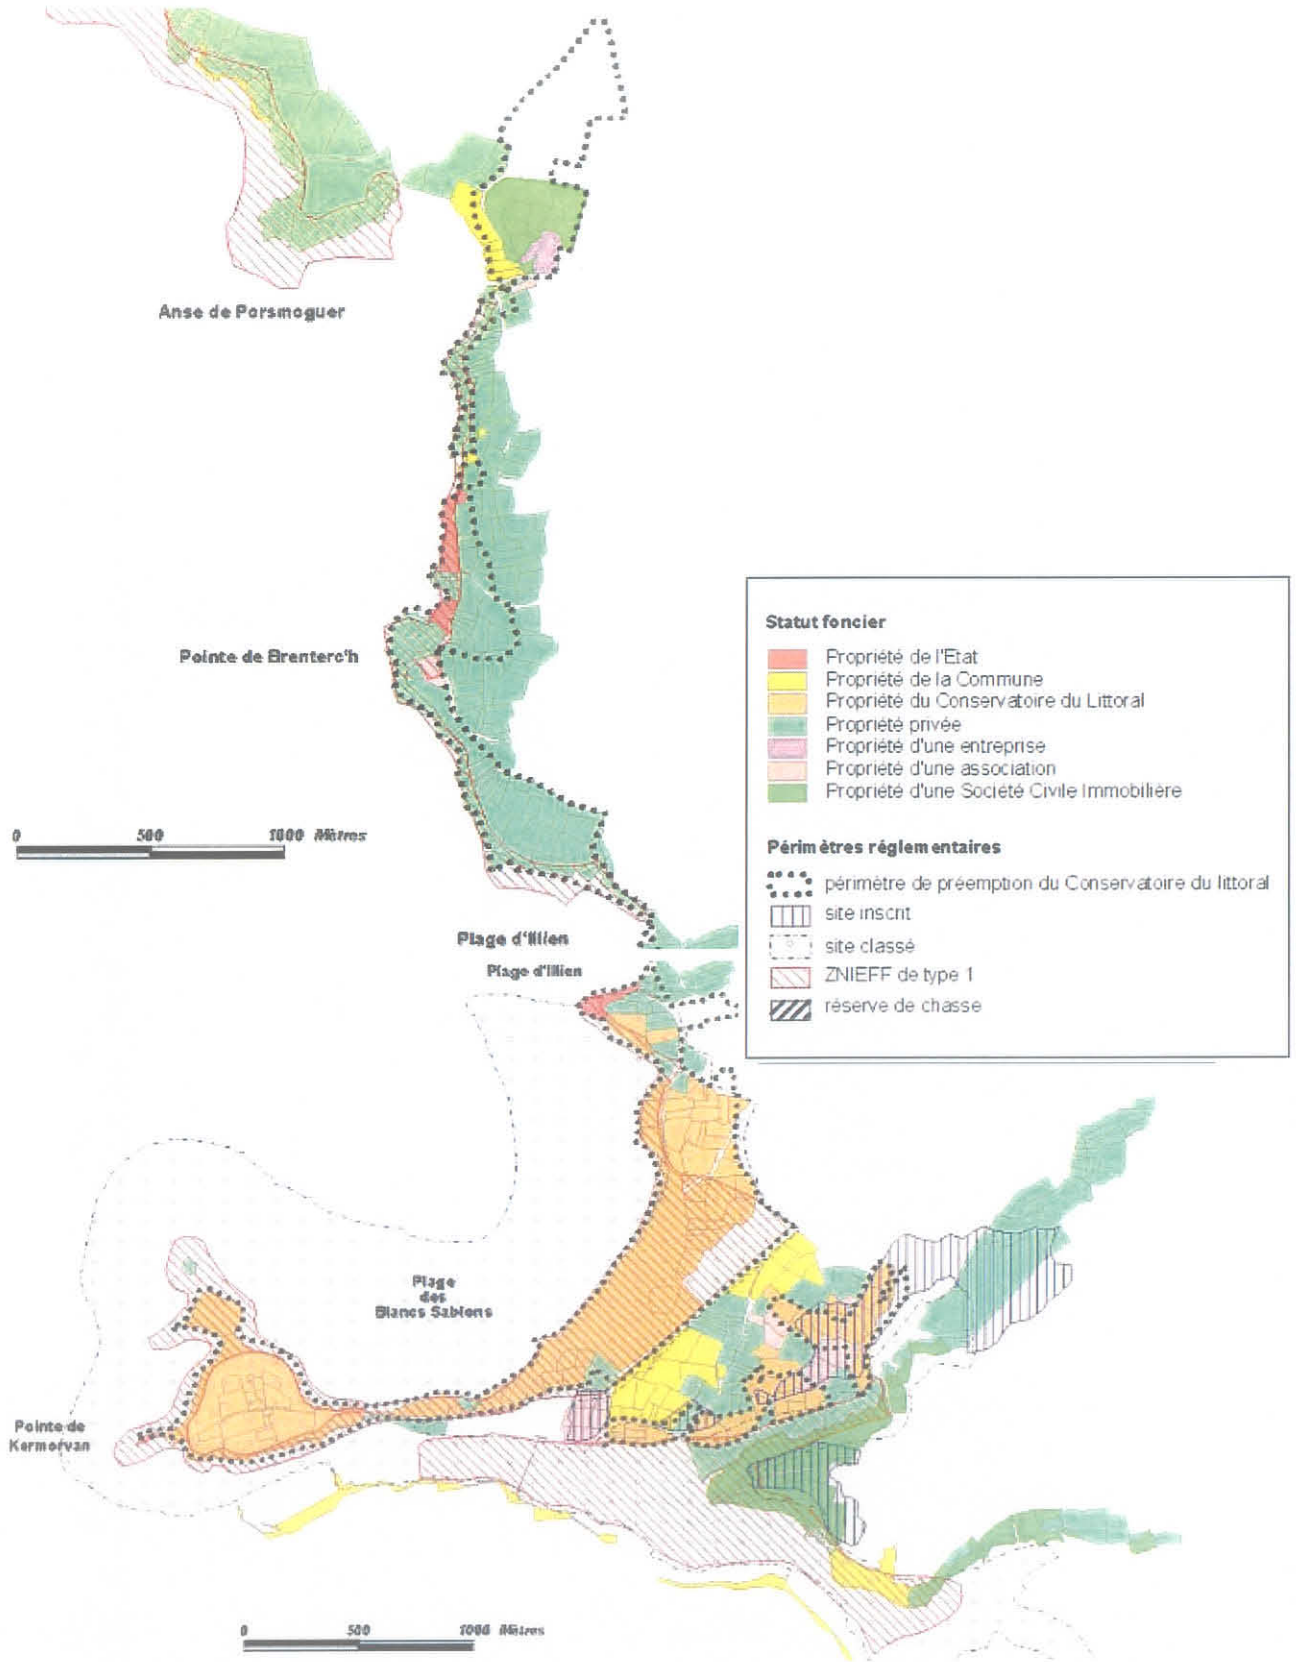 Anse de Porsmoguer
Pointe de Brenterc'h
0 500 1000 Mètres
Plage d'Illien
Plage d'Illien
Statut foncier
Propriété de l'Etat
Propriété de la Commune
Propriété du Conservatoire du Littoral
Propriété privée
Propriété d'une entreprise
Propriété d'une association
Propriété d'une Société Civile Immobilière
Périmètres réglementaires
périmètre de préemption du Conservatoire du littoral
site inscrit
site classé
ZNIEFF de type 1
réserve de chasse
Plage
des
Blancs Sablons
Pointe de
Kermorvan
0 500 1000 Mètres